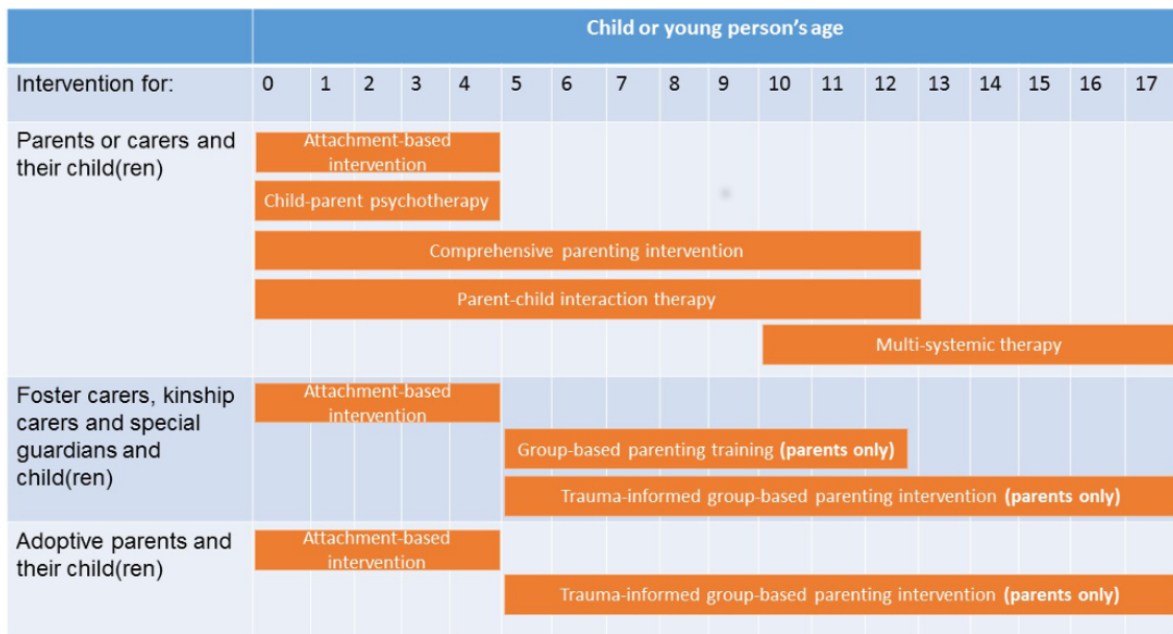 Child or young person's age
Intervention for: 0 1 2 3 4 5 6 7 8 9 10 11 12 13 14 15 16 17
Parents or carers and
their child(ren)
Attachment-based
intervention
Child-parent psychotherapy
Comprehensive parenting intervention
Parent-child interaction therapy
Multi-systemic therapy
Foster carers, kinship
carers and special
guardians and
child(ren)
Attachment-based
intervention
Group-based parenting training (parents only)
Trauma-informed group-based parenting intervention (parents only)
Adoptive parents and
their child(ren)
Attachment-based
intervention
Trauma-informed group-based parenting intervention (parents only)